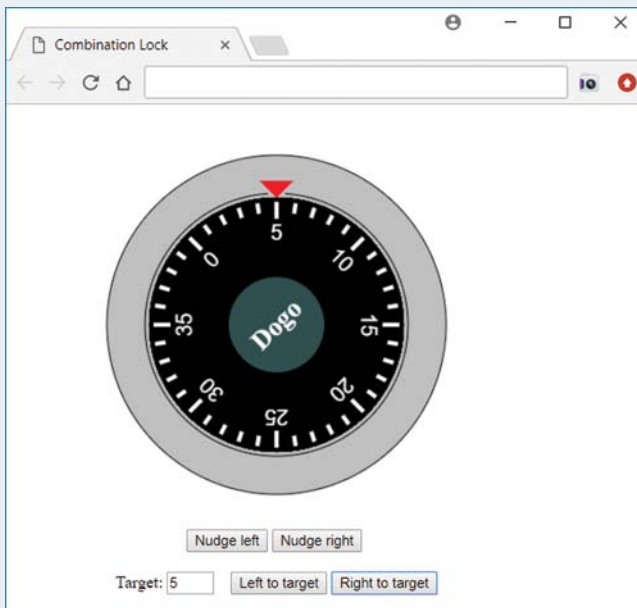 Combination Lock
5
0
10
Dogo
35
15
30
20
25
Nudge left Nudge right
Target: 5 Left to target Right to target